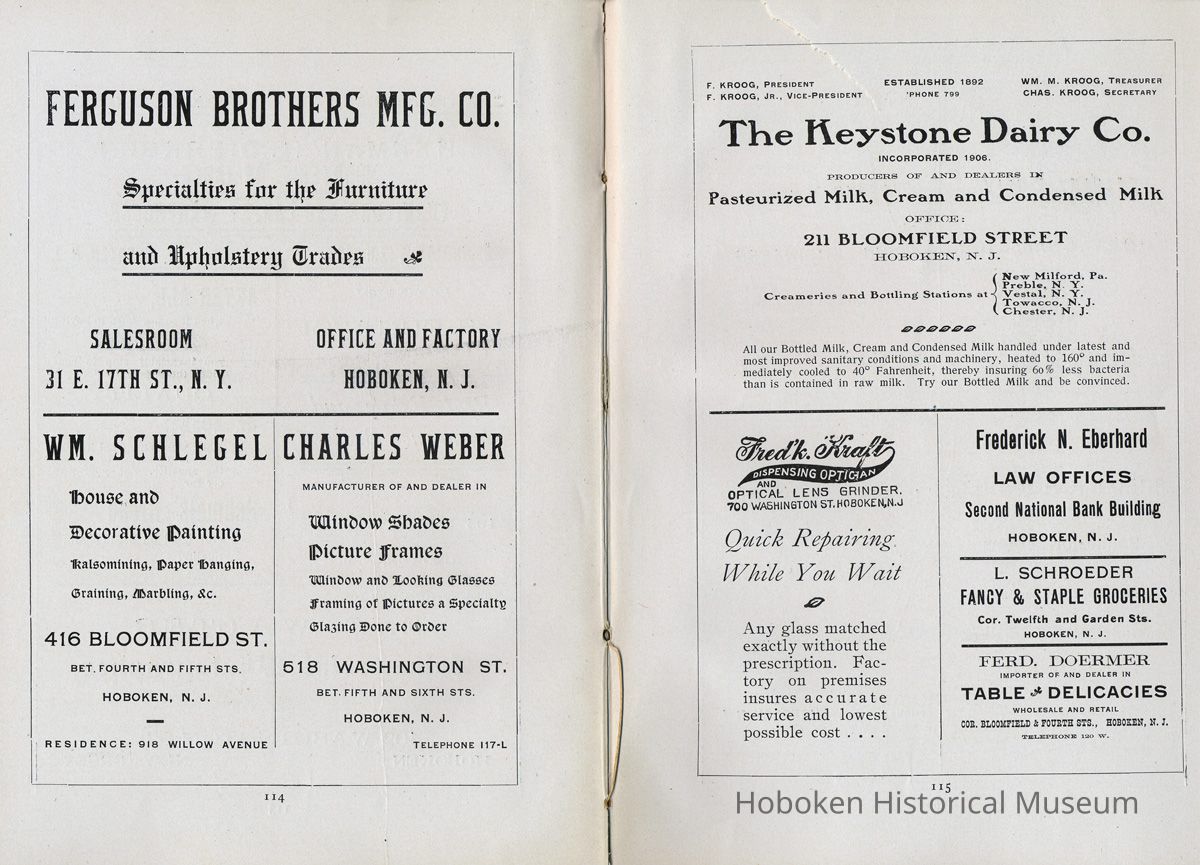 FERGUSON BROTHERS MFG. CO.
Specialties for the Furniture
and Upholstery Trades
SALESROOM
31 E. 17TH ST., N. Y.
OFFICE AND FACTORY
HOBOKEN, N. J.
WM. SCHLEGEL
House and
Decorative Painting
Kalsomining, Paper Hanging,
Graining, Marbling, &c.
416 BLOOMFIELD ST.
BET. FOURTH AND FIFTH STS.
HOBOKEN, N. J.
RESIDENCE: 918 WILLOW AVENUE
CHARLES WEBER
MANUFACTURER OF AND DEALER IN
Window Shades
Picture Frames
Window and Looking Glasses
Framing of Pictures a Specialty
Glazing Done to Order
518 WASHINGTON ST.
BET. FIFTH AND SIXTH STS.
HOBOKEN, N. J.
TELEPHONE 117-L
114
F. KROOG, PRESIDENT
F. KROOG, JR., VICE-PRESIDENT
ESTABLISHED 1892
'PHONE 799
WM. M. KROOG, TREASURER
CHAS. KROOG, SECRETARY
The Keystone Dairy Co.
INCORPORATED 1906.
PRODUCERS OF AND DEALERS IN
Pasteurized Milk, Cream and Condensed Milk
OFFICE:
211 BLOOMFIELD STREET
HOBOKEN, N. J.
Creameries and Bottling Stations at
New Milford, Pa.
Preble, N. Y.
Vestal, N. Y.
Towacco, N. J.
Chester, N. J.
All our Bottled Milk, Cream and Condensed Milk handled under latest and
most improved sanitary conditions and machinery, heated to 160° and im-
mediately cooled to 40° Fahrenheit, thereby insuring 60% less bacteria
than is contained in raw milk. Try our Bottled Milk and be convinced.
Fred'k. Kraft
DISPENSING OPTICIAN
AND
OPTICAL LENS GRINDER.
700 WASHINGTON ST. HOBOKEN, N.J
Quick Repairing
While You Wait
Any glass matched
exactly without the
prescription. Fac-
tory on premises
insures accurate
service and lowest
possible cost . . . .
Frederick N. Eberhard
LAW OFFICES
Second National Bank Building
HOBOKEN, N. J.
L. SCHROEDER
FANCY & STAPLE GROCERIES
Cor. Twelfth and Garden Sts.
HOBOKEN, N. J.
FERD. DOERMER
IMPORTER OF AND DEALER IN
TABLE DELICACIES
WHOLESALE AND RETAIL
COR. BLOOMFIELD & FOURTH STS., HOBOKEN, N. J.
TELEPHONE 120 W.
115
Hoboken Historical Museum